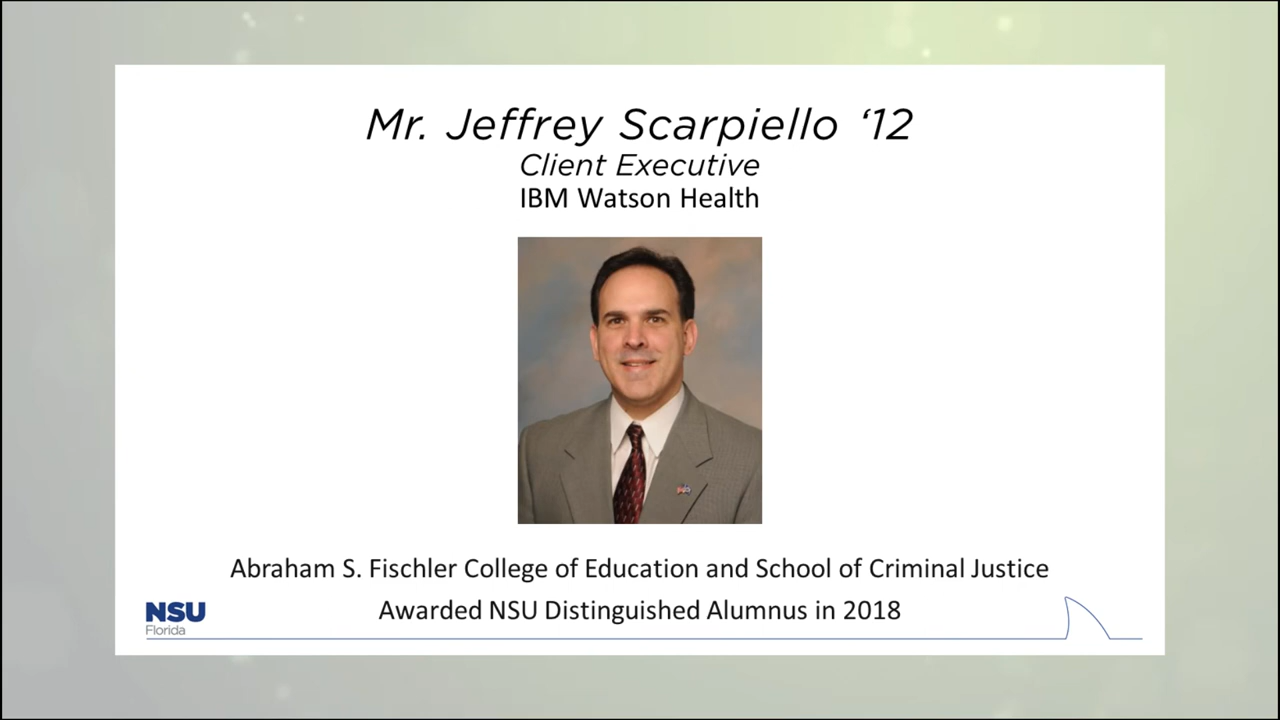 Mr. Jeffrey Scarpiello ‘12
Client Executive
IBM Watson Health
Abraham S. Fischler College of Education and School of Criminal Justice
Awarded NSU Distinguished Alumnus in 2018
NSU
Florida